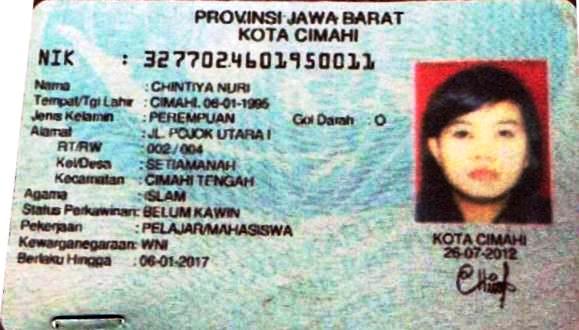 PROVINSI JAWA BARAT
KOTA CIMAHI
NIK : 3277024601950011
Nama : CHINTIYA NURI
Tempat/Tgl Lahir : CIMAHI, 06-01-1995
Jenis Kelamin : PEREMPUAN Gol Darah : O
Alamat : JL. POJOK UTARA I
RT/RW : 002 / 004
Kel/Desa : SETIAMANAH
Kecamatan : CIMAHI TENGAH
Agama : ISLAM
Status Perkawinan: BELUM KAWIN
Pekerjaan : PELAJAR/MAHASISWA
Kewarganegaraan: WNI
Berlaku Hingga : 06-01-2017
KOTA CIMAHI
26-07-2012